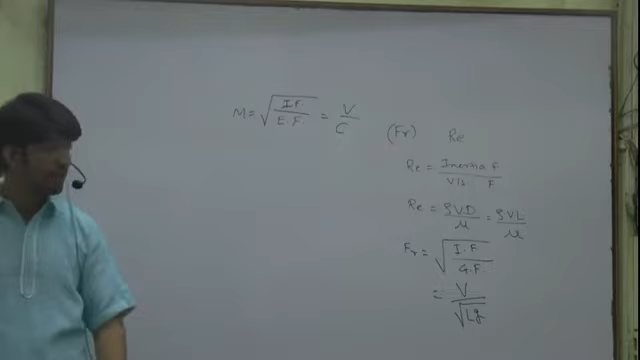 M = √(I.F. / E.F.) = V / C
(Fr) Re
Re = Inertia F / Vis. F
Re = ρVD / μ = ρVL / μ
Fr = √(I.F / G.F.)
= V / √Lg